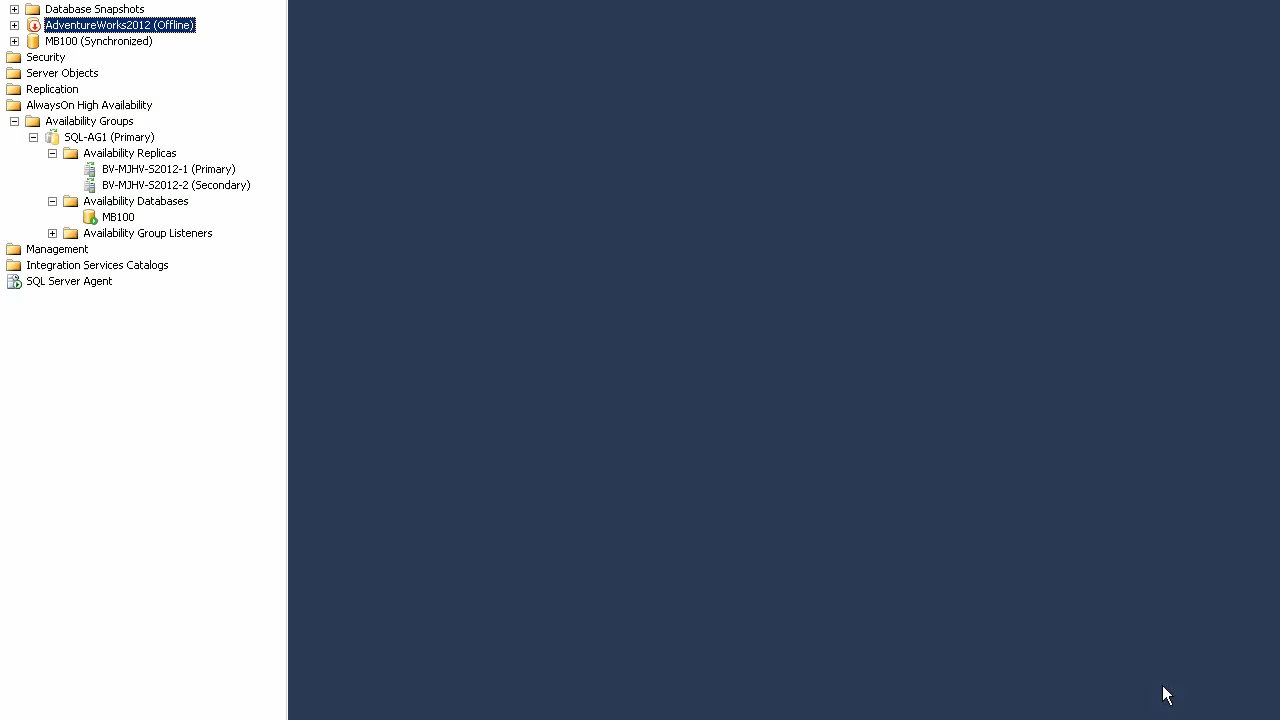 Database Snapshots
AdventureWorks2012 (Offline)
MB100 (Synchronized)
Security
Server Objects
Replication
AlwaysOn High Availability
Availability Groups
SQL-AG1 (Primary)
Availability Replicas
BV-MJHV-S2012-1 (Primary)
BV-MJHV-S2012-2 (Secondary)
Availability Databases
MB100
Availability Group Listeners
Management
Integration Services Catalogs
SQL Server Agent